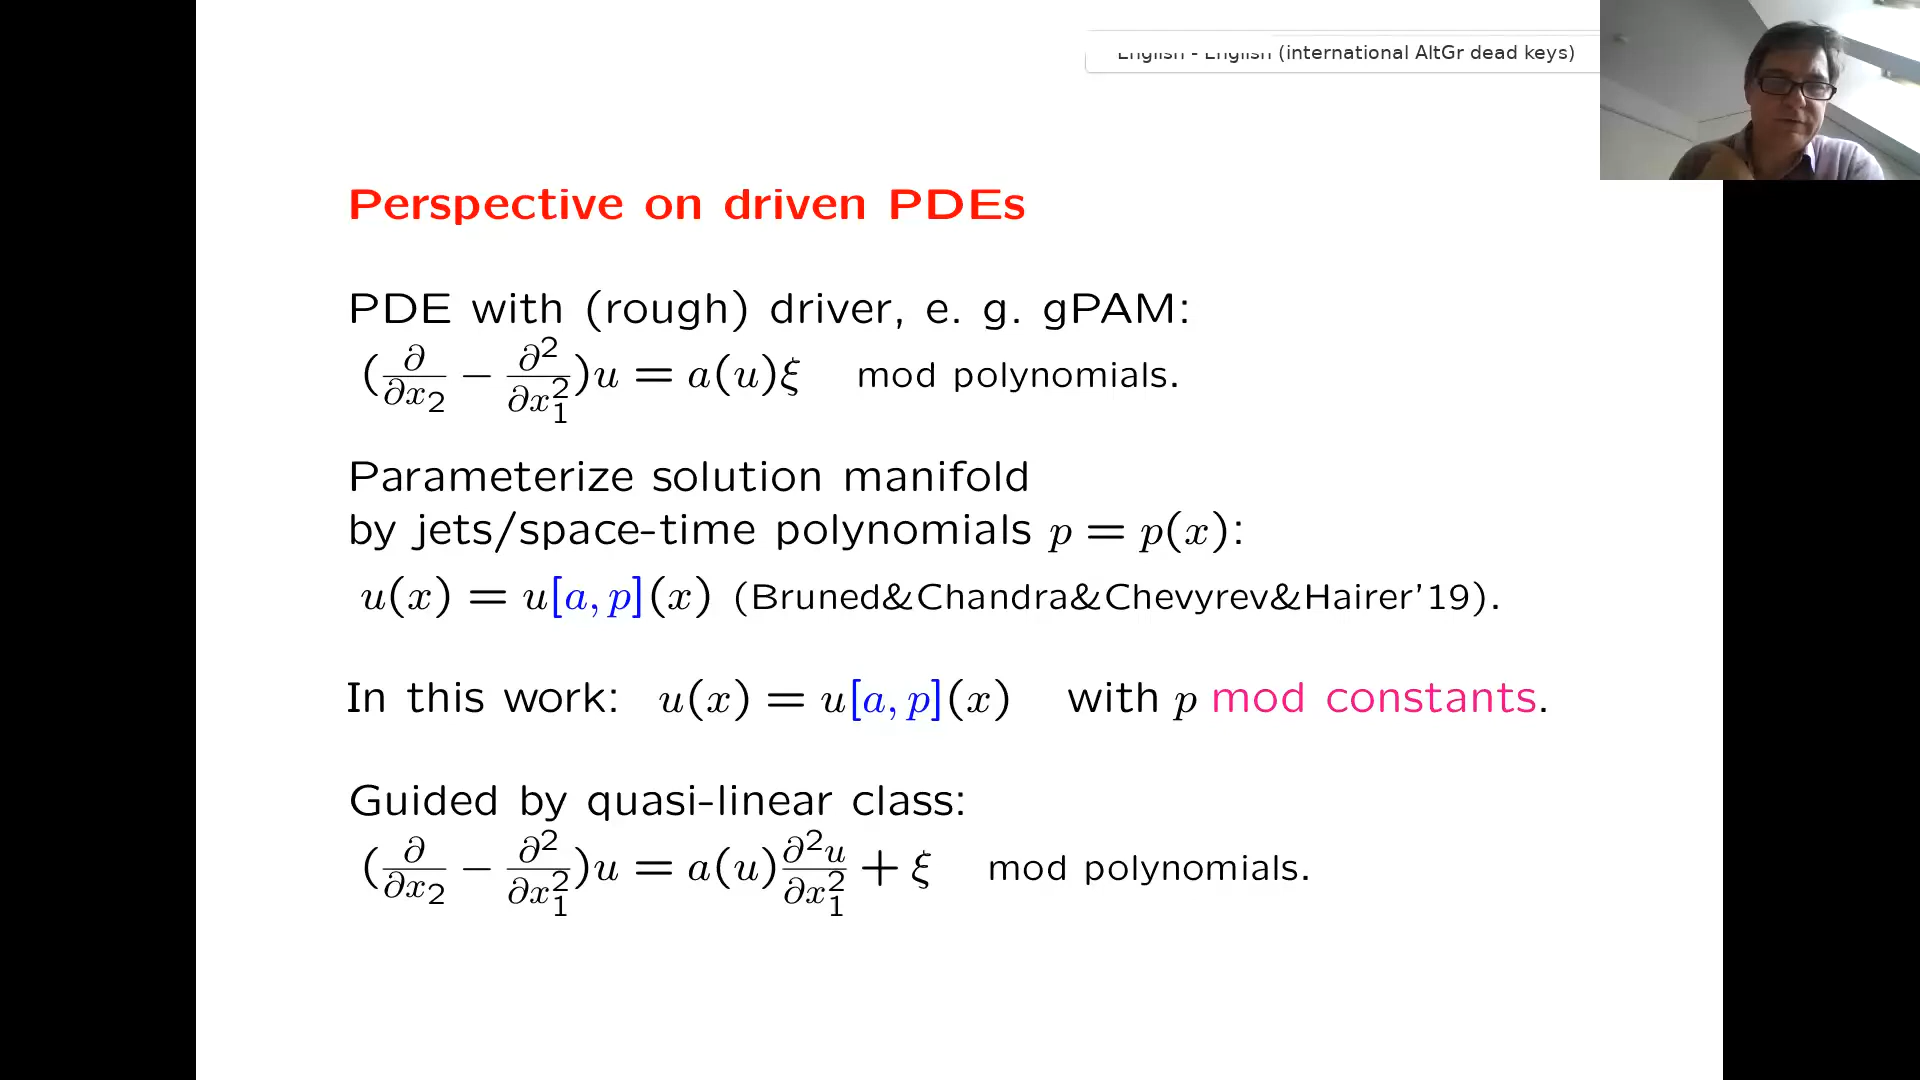 English - English (international AltGr dead keys)
Perspective on driven PDEs
PDE with (rough) driver, e. g. gPAM:
(∂/∂x₂ − ∂²/∂x₁²)u = a(u)ξ mod polynomials.
Parameterize solution manifold
by jets/space-time polynomials p = p(x):
u(x) = u[a, p](x) (Bruned&Chandra&Chevyrev&Hairer'19).
In this work: u(x) = u[a, p](x) with p mod constants.
Guided by quasi-linear class:
(∂/∂x₂ − ∂²/∂x₁²)u = a(u)∂²u/∂x₁² + ξ mod polynomials.